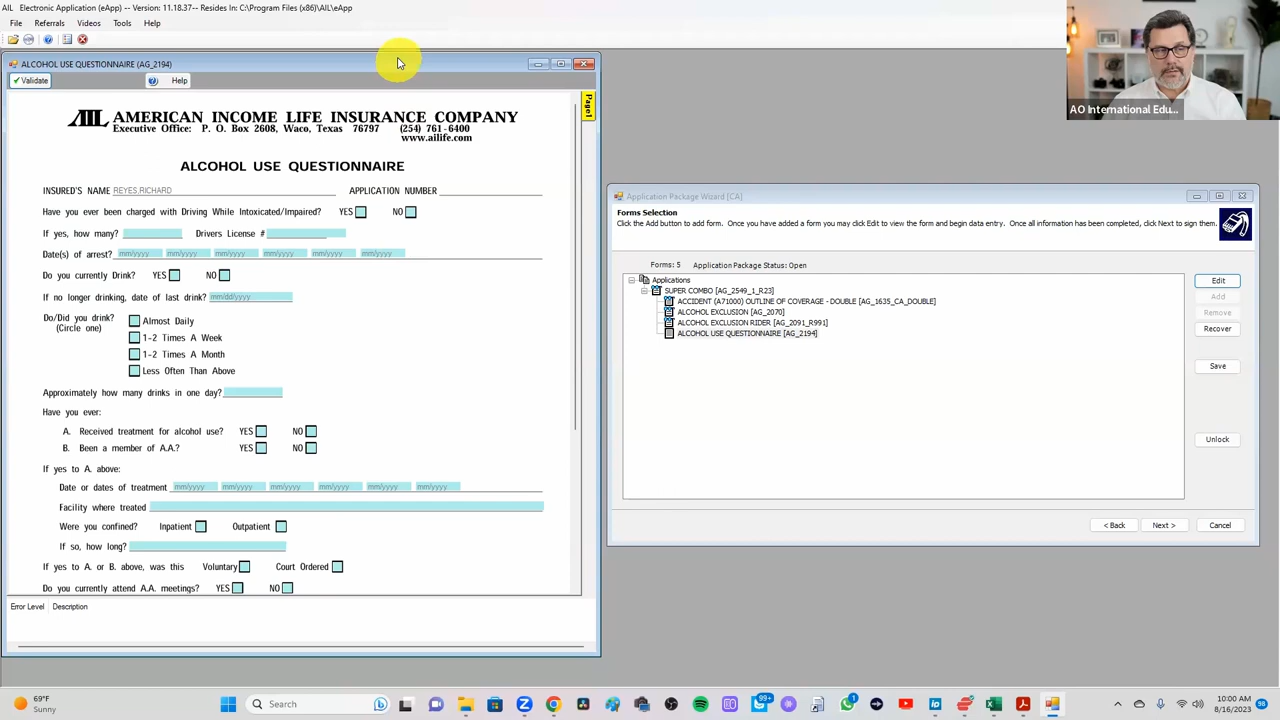 AIL Electronic Application (eApp) -- Version: 11.18.37-- Resides In: C:\Program Files (x86)\AIL\eApp
File Referrals Videos Tools Help
ALCOHOL USE QUESTIONNAIRE (AG_2194)
Validate Help
Page1
AIL AMERICAN INCOME LIFE INSURANCE COMPANY
Executive Office: P. O. Box 2608, Waco, Texas 76797 (254) 761-6400
www.ailife.com
ALCOHOL USE QUESTIONNAIRE
INSURED'S NAME REYES,RICHARD APPLICATION NUMBER
Have you ever been charged with Driving While Intoxicated/Impaired? YES NO
If yes, how many? Drivers License #
Date(s) of arrest? mm/yyyy mm/yyyy mm/yyyy mm/yyyy mm/yyyy mm/yyyy
Do you currently Drink? YES NO
If no longer drinking, date of last drink? mm/dd/yyyy
Do/Did you drink? Almost Daily
(Circle one)
1-2 Times A Week
1-2 Times A Month
Less Often Than Above
Approximately how many drinks in one day?
Have you ever:
A. Received treatment for alcohol use? YES NO
B. Been a member of A.A.? YES NO
If yes to A. above:
Date or dates of treatment mm/yyyy mm/yyyy mm/yyyy mm/yyyy mm/yyyy mm/yyyy
Facility where treated
Were you confined? Inpatient Outpatient
If so, how long?
If yes to A. or B. above, was this Voluntary Court Ordered
Do you currently attend A.A. meetings? YES NO
Error Level Description
AO International Edu...
Application Package Wizard [CA]
Forms Selection
Click the Add button to add form. Once you have added a form you may Edit to view the form and begin data entry. Once all information has been completed, click Next to sign them.
Forms: 5 Application Package Status: Open
Applications
SUPER COMBO [AG_2549_1_R23]
ACCIDENT (A71000) OUTLINE OF COVERAGE - DOUBLE [AG_1635_CA_DOUBLE]
ALCOHOL EXCLUSION [AG_2070]
ALCOHOL EXCLUSION RIDER [AG_2091_R991]
ALCOHOL USE QUESTIONNAIRE [AG_2194]
Edit
Add
Remove
Recover
Save
Unlock
< Back Next > Cancel
69°F
Sunny
Search
99+
1
10:00 AM
8/16/2023
98